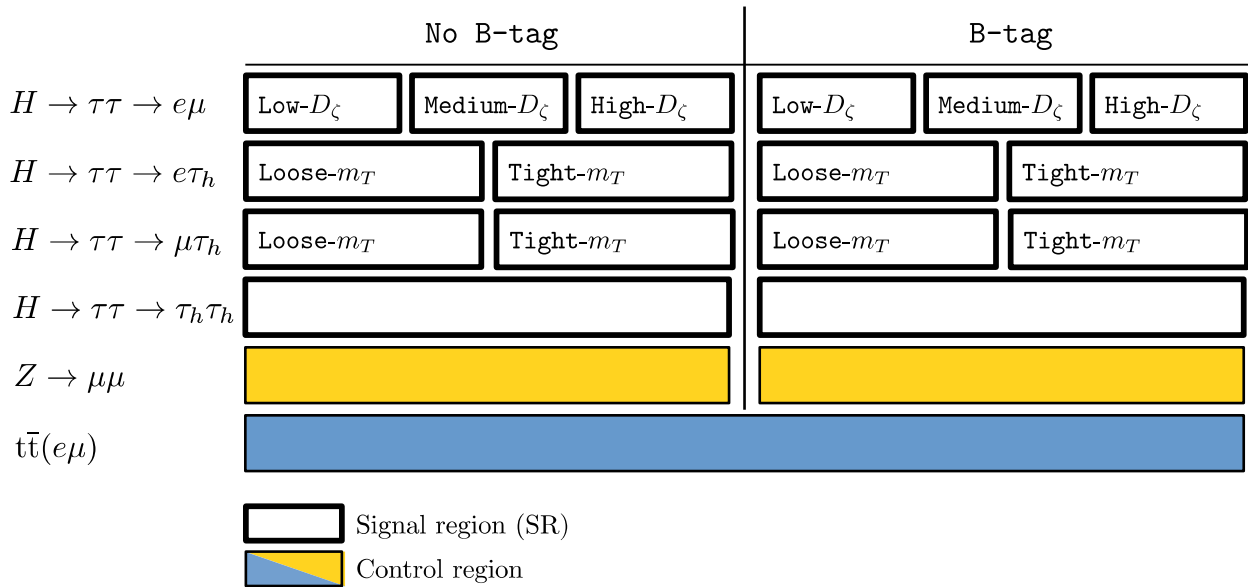 No B-tag B-tag
H → ττ → eμ Low-D_ζ Medium-D_ζ High-D_ζ Low-D_ζ Medium-D_ζ High-D_ζ
H → ττ → eτ_h Loose-m_T Tight-m_T Loose-m_T Tight-m_T
H → ττ → μτ_h Loose-m_T Tight-m_T Loose-m_T Tight-m_T
H → ττ → τ_hτ_h
Z → μμ
tt̄(eμ)
Signal region (SR)
Control region